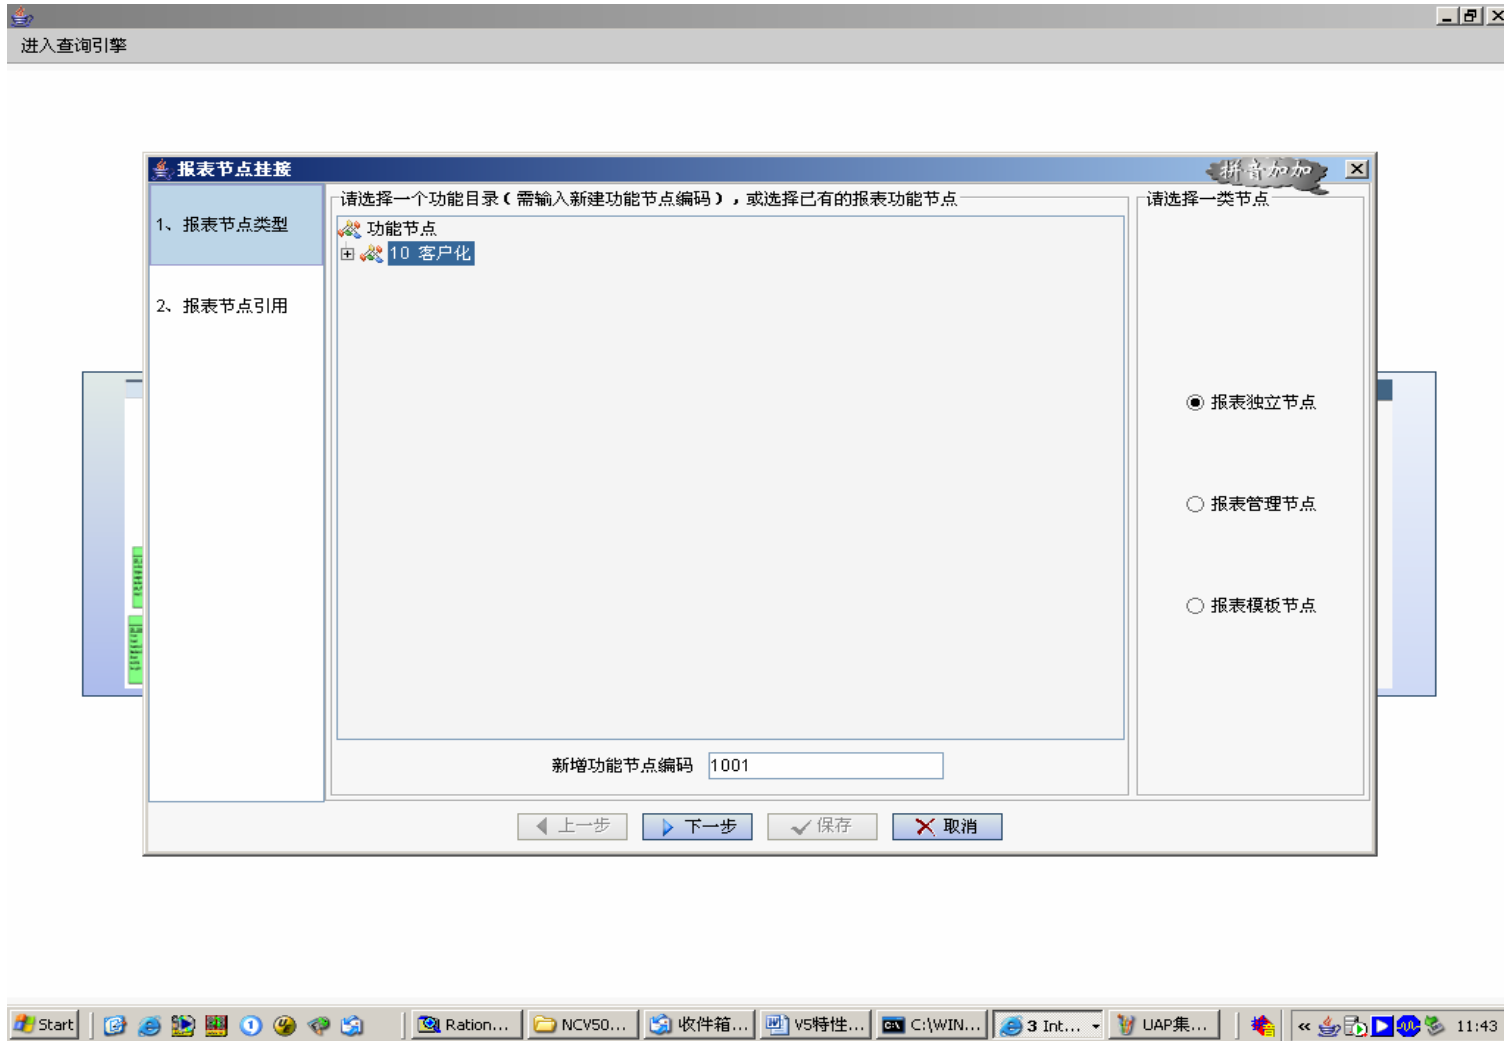 进入查询引擎
报表节点挂接
拼音加加
1、报表节点类型
2、报表节点引用
请选择一个功能目录(需输入新建功能节点编码),或选择已有的报表功能节点
功能节点
10 客户化
新增功能节点编码 1001
请选择一类节点
报表独立节点
报表管理节点
报表模板节点
上一步 下一步 保存 取消
Start Ration... NCV50... 收件箱... V5特性... C:\WIN... 3 Int... UAP集... « 11:43